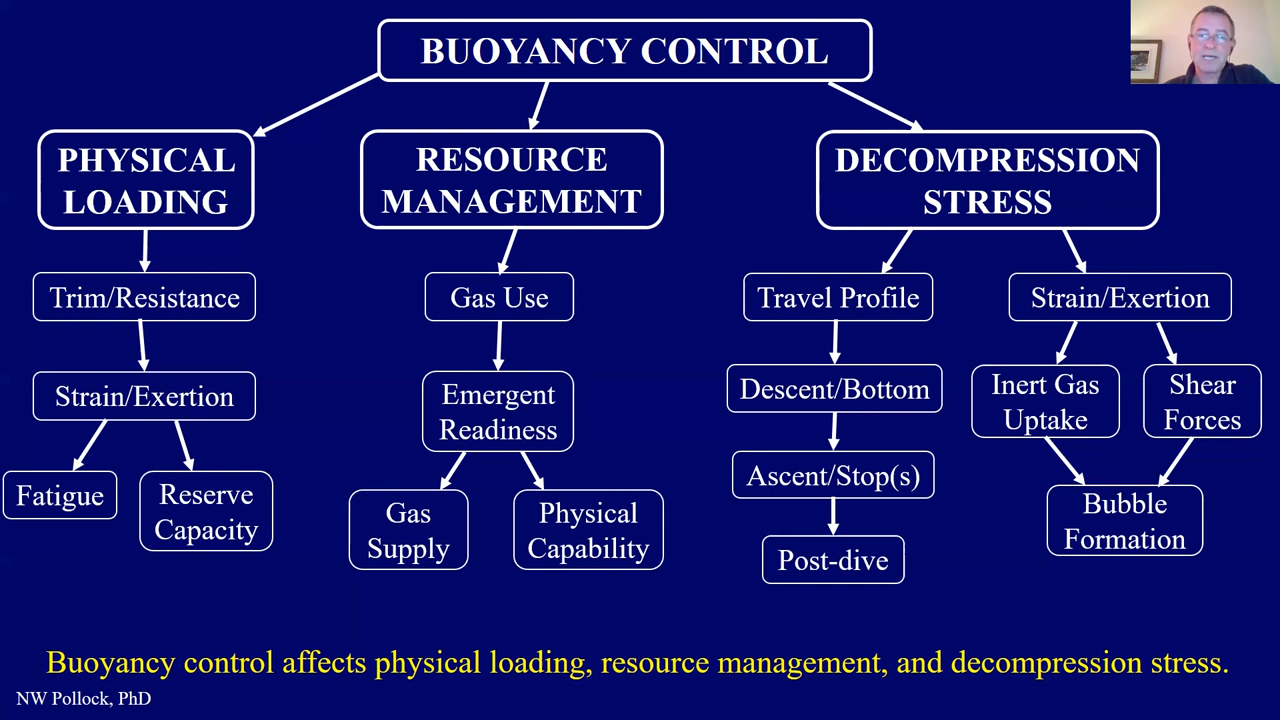 BUOYANCY CONTROL
PHYSICAL
LOADING
RESOURCE
MANAGEMENT
DECOMPRESSION
STRESS
Trim/Resistance
Gas Use
Travel Profile
Strain/Exertion
Strain/Exertion
Emergent
Readiness
Descent/Bottom
Inert Gas
Uptake
Shear
Forces
Fatigue
Reserve
Capacity
Gas
Supply
Physical
Capability
Ascent/Stop(s)
Bubble
Formation
Post-dive
Buoyancy control affects physical loading, resource management, and decompression stress.
NW Pollock, PhD